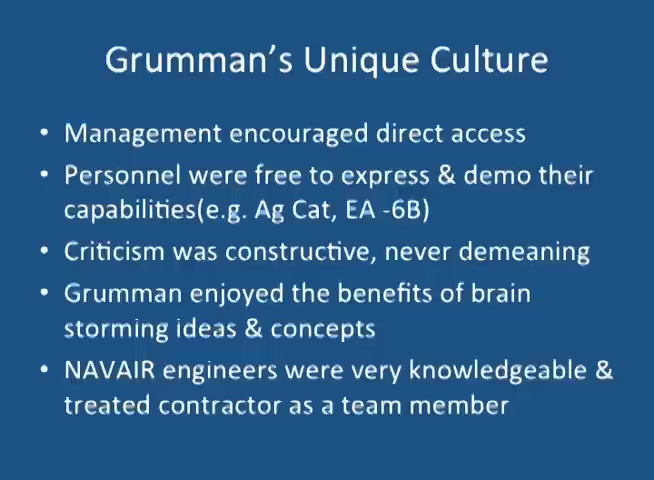 Grumman’s Unique Culture
• Management encouraged direct access
• Personnel were free to express & demo their
capabilities(e.g. Ag Cat, EA -6B)
• Criticism was constructive, never demeaning
• Grumman enjoyed the benefits of brain
storming ideas & concepts
• NAVAIR engineers were very knowledgeable &
treated contractor as a team member